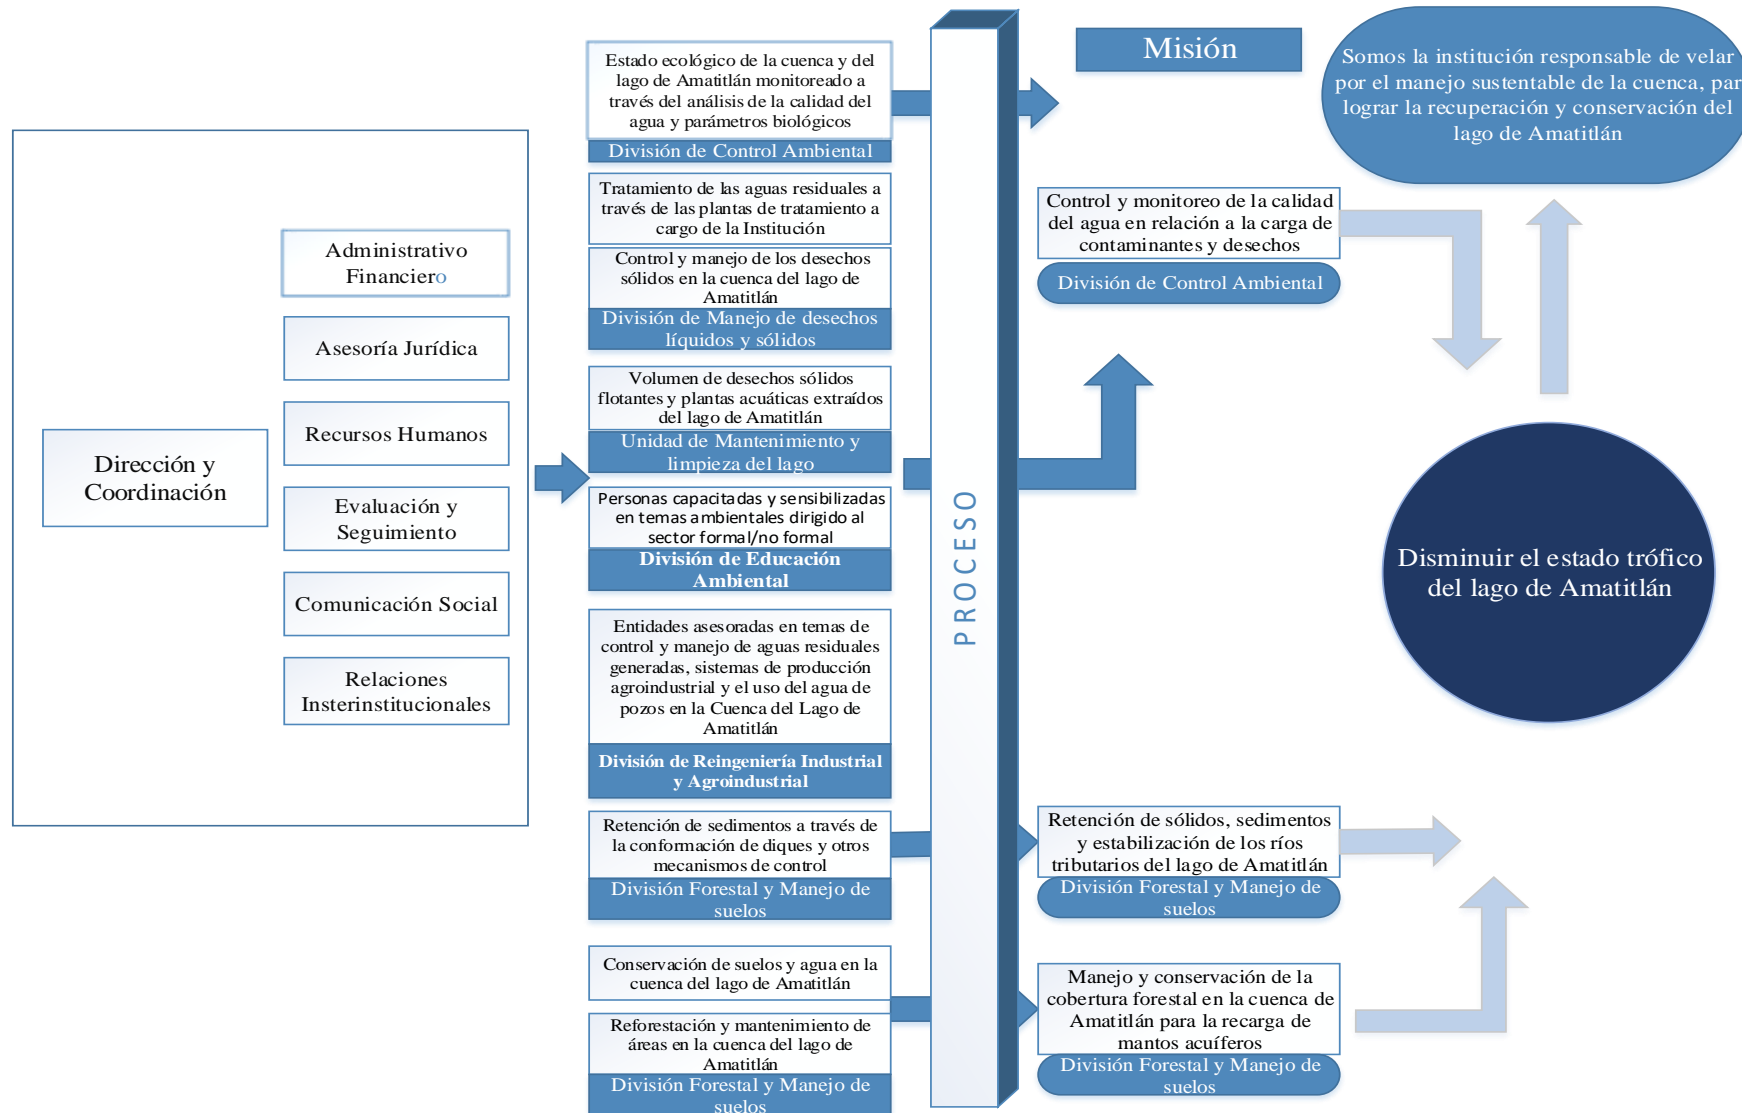 Dirección y
Coordinación
Administrativo
Financiero
Asesoría Jurídica
Recursos Humanos
Evaluación y
Seguimiento
Comunicación Social
Relaciones
Insterinstitucionales
Estado ecológico de la cuenca y del
lago de Amatitlán monitoreado a
través del análisis de la calidad del
agua y parámetros biológicos
División de Control Ambiental
Tratamiento de las aguas residuales a
través de las plantas de tratamiento a
cargo de la Institución
Control y manejo de los desechos
sólidos en la cuenca del lago de
Amatitlán
División de Manejo de desechos
líquidos y sólidos
Volumen de desechos sólidos
flotantes y plantas acuáticas extraídos
del lago de Amatitlán
Unidad de Mantenimiento y
limpieza del lago
Personas capacitadas y sensibilizadas
en temas ambientales dirigido al
sector formal/no formal
División de Educación
Ambiental
Entidades asesoradas en temas de
control y manejo de aguas residuales
generadas, sistemas de producción
agroindustrial y el uso del agua de
pozos en la Cuenca del Lago de
Amatitlán
División de Reingeniería Industrial
y Agroindustrial
Retención de sedimentos a través de
la conformación de diques y otros
mecanismos de control
División Forestal y Manejo de
suelos
Conservación de suelos y agua en la
cuenca del lago de Amatitlán
Reforestación y mantenimiento de
áreas en la cuenca del lago de
Amatitlán
División Forestal y Manejo de
suelos
PROCESO
Misión
Somos la institución responsable de velar
por el manejo sustentable de la cuenca, par
lograr la recuperación y conservación del
lago de Amatitlán
Control y monitoreo de la calidad
del agua en relación a la carga de
contaminantes y desechos
División de Control Ambiental
Disminuir el estado trófico
del lago de Amatitlán
Retención de sólidos, sedimentos
y estabilización de los ríos
tributarios del lago de Amatitlán
División Forestal y Manejo de
suelos
Manejo y conservación de la
cobertura forestal en la cuenca de
Amatitlán para la recarga de
mantos acuíferos
División Forestal y Manejo de
suelos